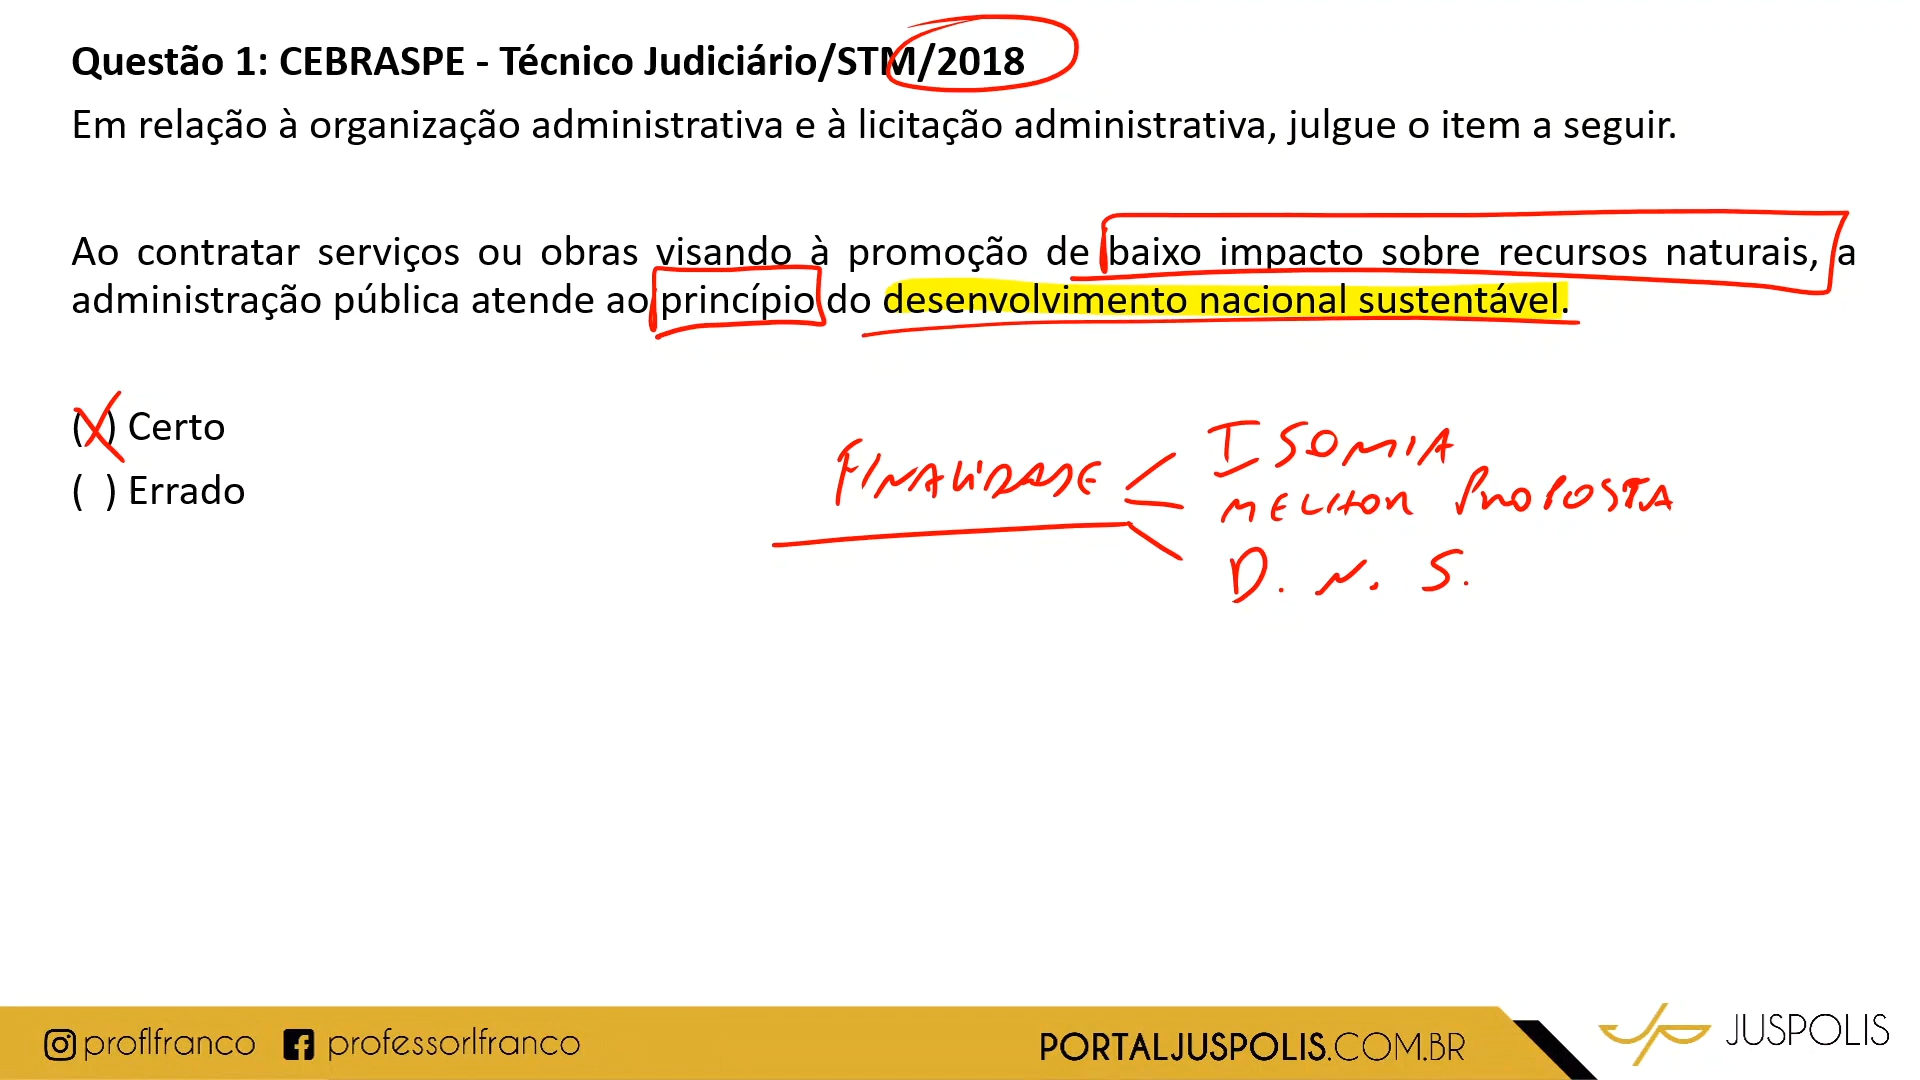 Questão 1: CEBRASPE - Técnico Judiciário/STM/2018
Em relação à organização administrativa e à licitação administrativa, julgue o item a seguir.
Ao contratar serviços ou obras visando à promoção de baixo impacto sobre recursos naturais, a
administração pública atende ao princípio do desenvolvimento nacional sustentável.
(X) Certo
( ) Errado
FINALIDADE
ISOMIA
MELHOR PROPOSTA
D. N. S.
proflfranco professorlfranco
PORTALJUSPOLIS.COM.BR
JUSPOLIS